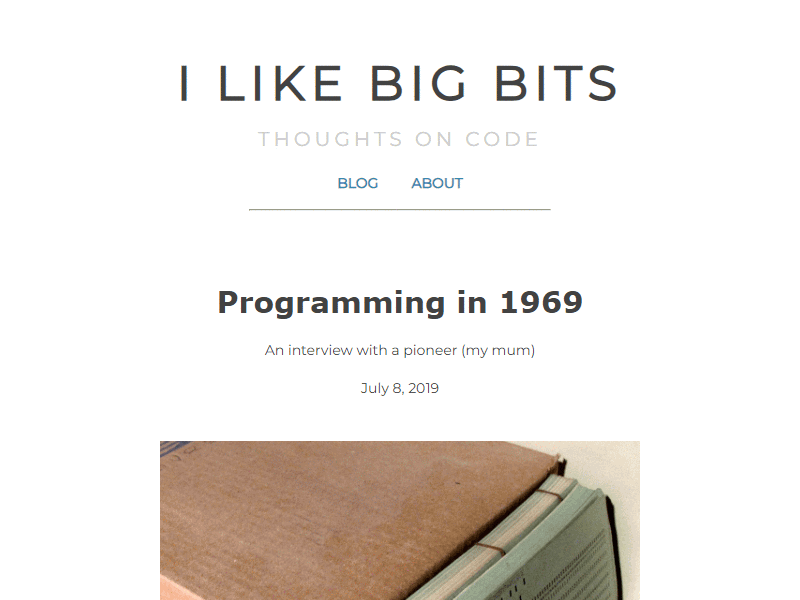 I LIKE BIG BITS
THOUGHTS ON CODE
BLOG ABOUT
Programming in 1969
An interview with a pioneer (my mum)
July 8, 2019